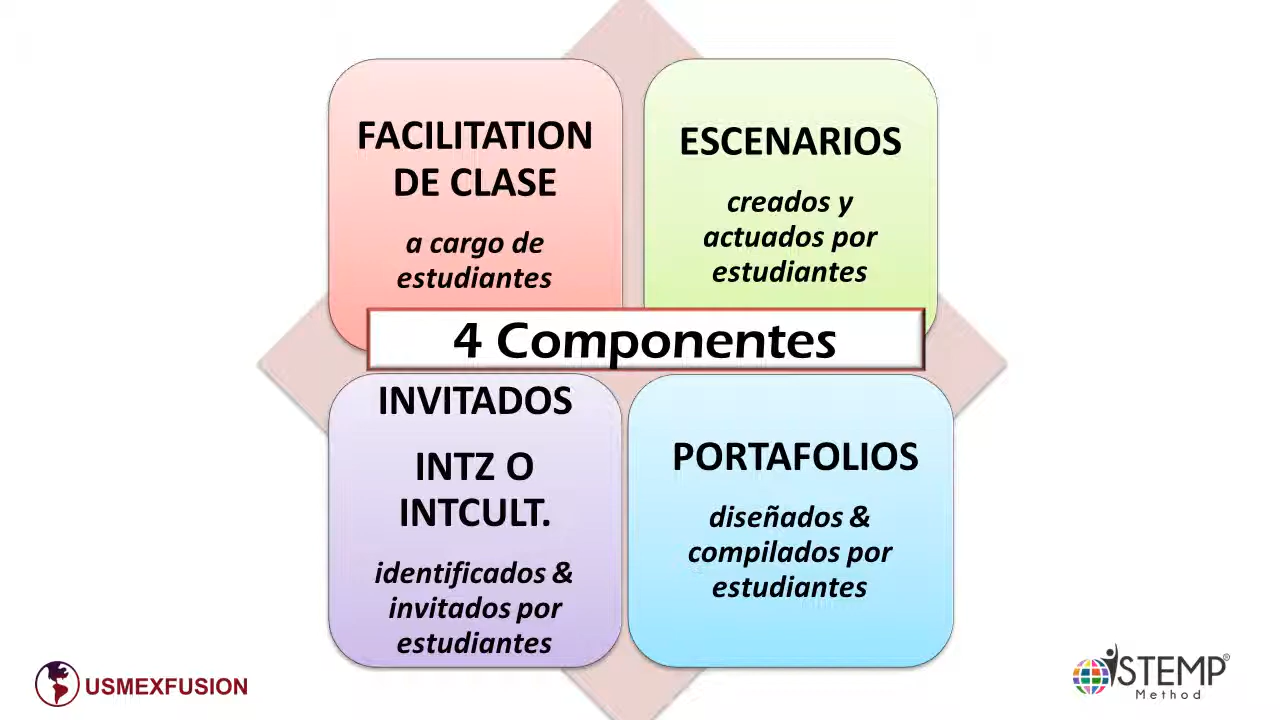 FACILITATION
DE CLASE
a cargo de
estudiantes
ESCENARIOS
creados y
actuados por
estudiantes
4 Componentes
INVITADOS
INTZ O
INTCULT.
identificados &
invitados por
estudiantes
PORTAFOLIOS
diseñados &
compilados por
estudiantes
USMEXFUSION
iSTEMP®
Method